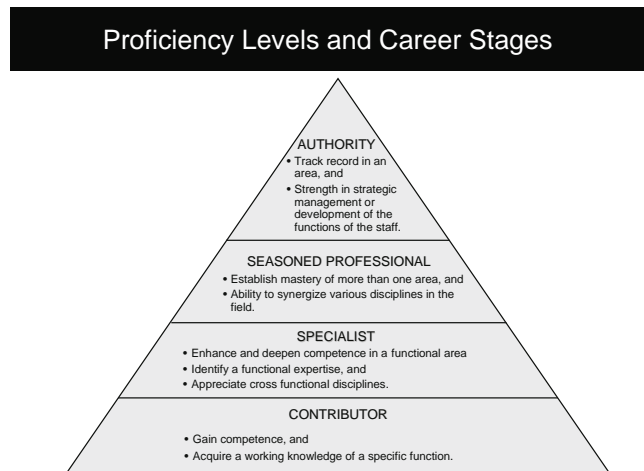 Proficiency Levels and Career Stages
AUTHORITY
• Track record in an
area, and
• Strength in strategic
management or
development of the
functions of the staff.
SEASONED PROFESSIONAL
• Establish mastery of more than one area, and
• Ability to synergize various disciplines in the
field.
SPECIALIST
• Enhance and deepen competence in a functional area
• Identify a functional expertise, and
• Appreciate cross functional disciplines.
CONTRIBUTOR
• Gain competence, and
• Acquire a working knowledge of a specific function.